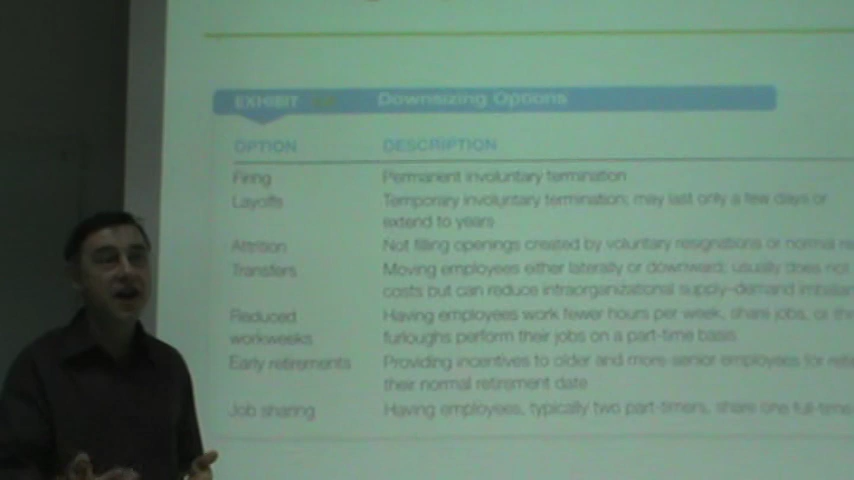 EXHIBIT Downsizing Options
OPTION DESCRIPTION
Firing Permanent involuntary termination
Layoffs Temporary involuntary termination; may last only a few days or
extend to years
Attrition Not filling openings created by voluntary resignations or normal
Transfers Moving employees either laterally or downward; usually does not
costs but can reduce intraorganizational supply–demand
Reduced Having employees work fewer hours per week, share jobs, or
workweeks furloughs perform their jobs on a part-time basis
Early retirements Providing incentives to older and more senior employees for
their normal retirement date
Job sharing Having employees, typically two part-timers, share one full-time